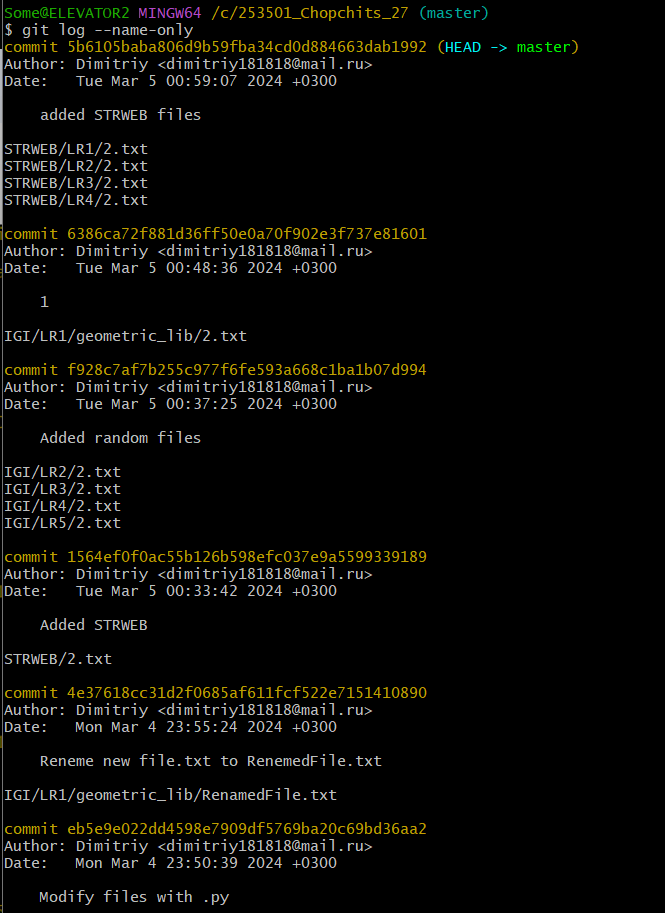 Some@ELEVATOR2 MINGW64 /c/253501_Chopchits_27 (master)
$ git log --name-only
commit 5b6105baba806d9b59fba34cd0d884663dab1992 (HEAD -> master)
Author: Dimitriy <dimitriy181818@mail.ru>
Date:   Tue Mar 5 00:59:07 2024 +0300
added STRWEB files
STRWEB/LR1/2.txt
STRWEB/LR2/2.txt
STRWEB/LR3/2.txt
STRWEB/LR4/2.txt
commit 6386ca72f881d36ff50e0a70f902e3f737e81601
Author: Dimitriy <dimitriy181818@mail.ru>
Date:   Tue Mar 5 00:48:36 2024 +0300
1
IGI/LR1/geometric_lib/2.txt
commit f928c7af7b255c977f6fe593a668c1ba1b07d994
Author: Dimitriy <dimitriy181818@mail.ru>
Date:   Tue Mar 5 00:37:25 2024 +0300
Added random files
IGI/LR2/2.txt
IGI/LR3/2.txt
IGI/LR4/2.txt
IGI/LR5/2.txt
commit 1564ef0f0ac55b126b598efc037e9a5599339189
Author: Dimitriy <dimitriy181818@mail.ru>
Date:   Tue Mar 5 00:33:42 2024 +0300
Added STRWEB
STRWEB/2.txt
commit 4e37618cc31d2f0685af611fcf522e7151410890
Author: Dimitriy <dimitriy181818@mail.ru>
Date:   Mon Mar 4 23:55:24 2024 +0300
Reneme new file.txt to RenemedFile.txt
IGI/LR1/geometric_lib/RenamedFile.txt
commit eb5e9e022dd4598e7909df5769ba20c69bd36aa2
Author: Dimitriy <dimitriy181818@mail.ru>
Date:   Mon Mar 4 23:50:39 2024 +0300
Modify files with .py